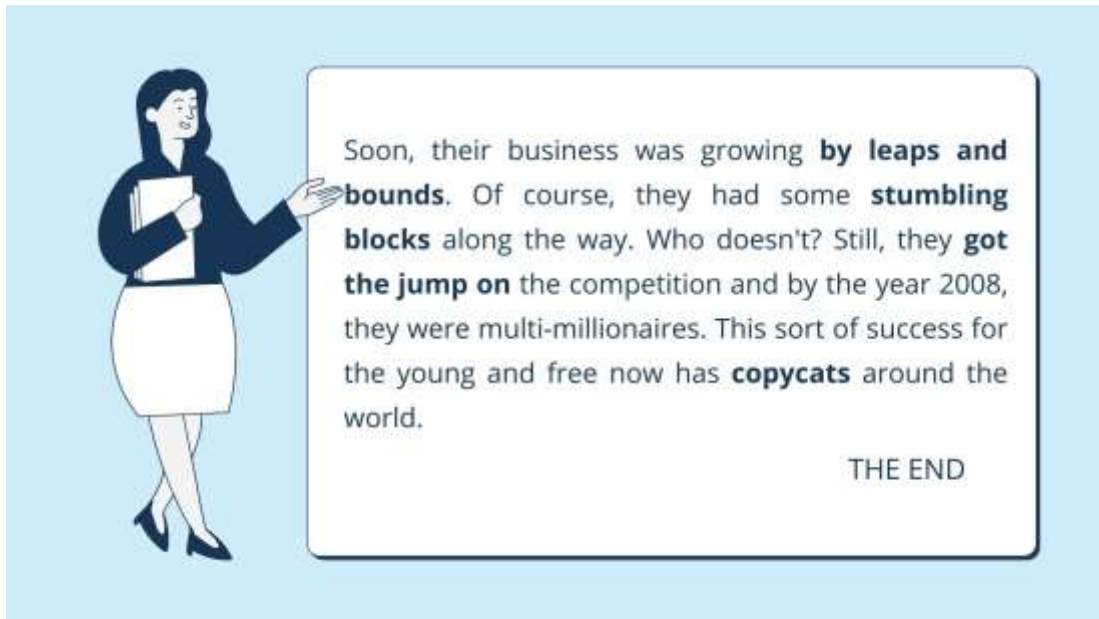 Soon, their business was growing by leaps and
bounds. Of course, they had some stumbling
blocks along the way. Who doesn't? Still, they got
the jump on the competition and by the year 2008,
they were multi-millionaires. This sort of success for
the young and free now has copycats around the
world.
THE END